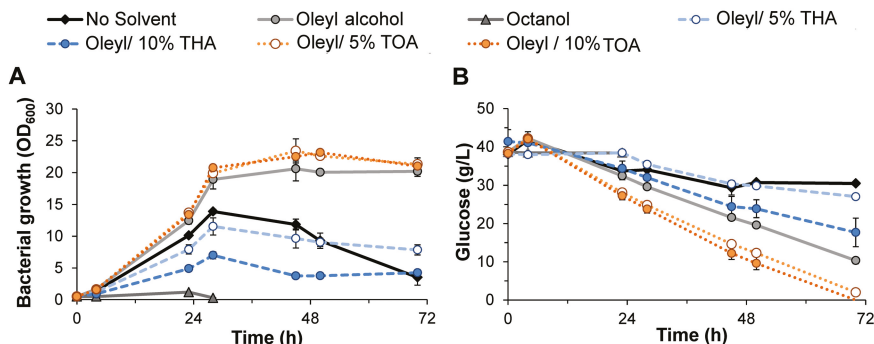 No Solvent Oleyl alcohol Octanol Oleyl/ 5% THA
Oleyl/ 10% THA Oleyl/ 5% TOA Oleyl / 10% TOA
A
Bacterial growth (OD600)
30
25
20
15
10
5
0
0 24 48 72
Time (h)
B
Glucose (g/L)
50
40
30
20
10
0
0 24 48 72
Time (h)